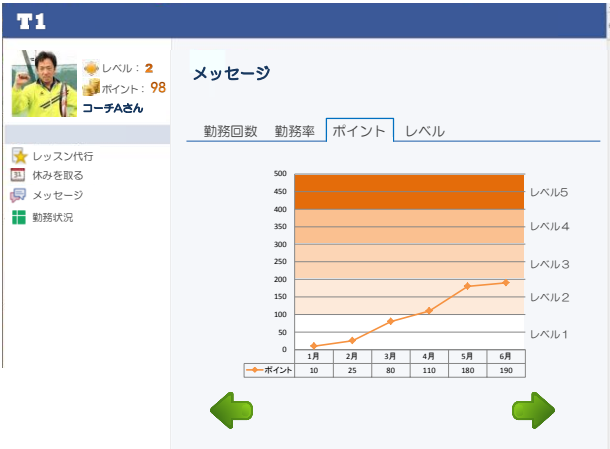 T1
レベル： 2
ポイント： 98
コーチAさん
レッスン代行
休みを取る
メッセージ
勤務状況
メッセージ
勤務回数 勤務率 ポイント レベル
500
450
400
350
300
250
200
150
100
50
0
レベル5
レベル4
レベル3
レベル2
レベル1
1月 2月 3月 4月 5月 6月
ポイント 10 25 80 110 180 190